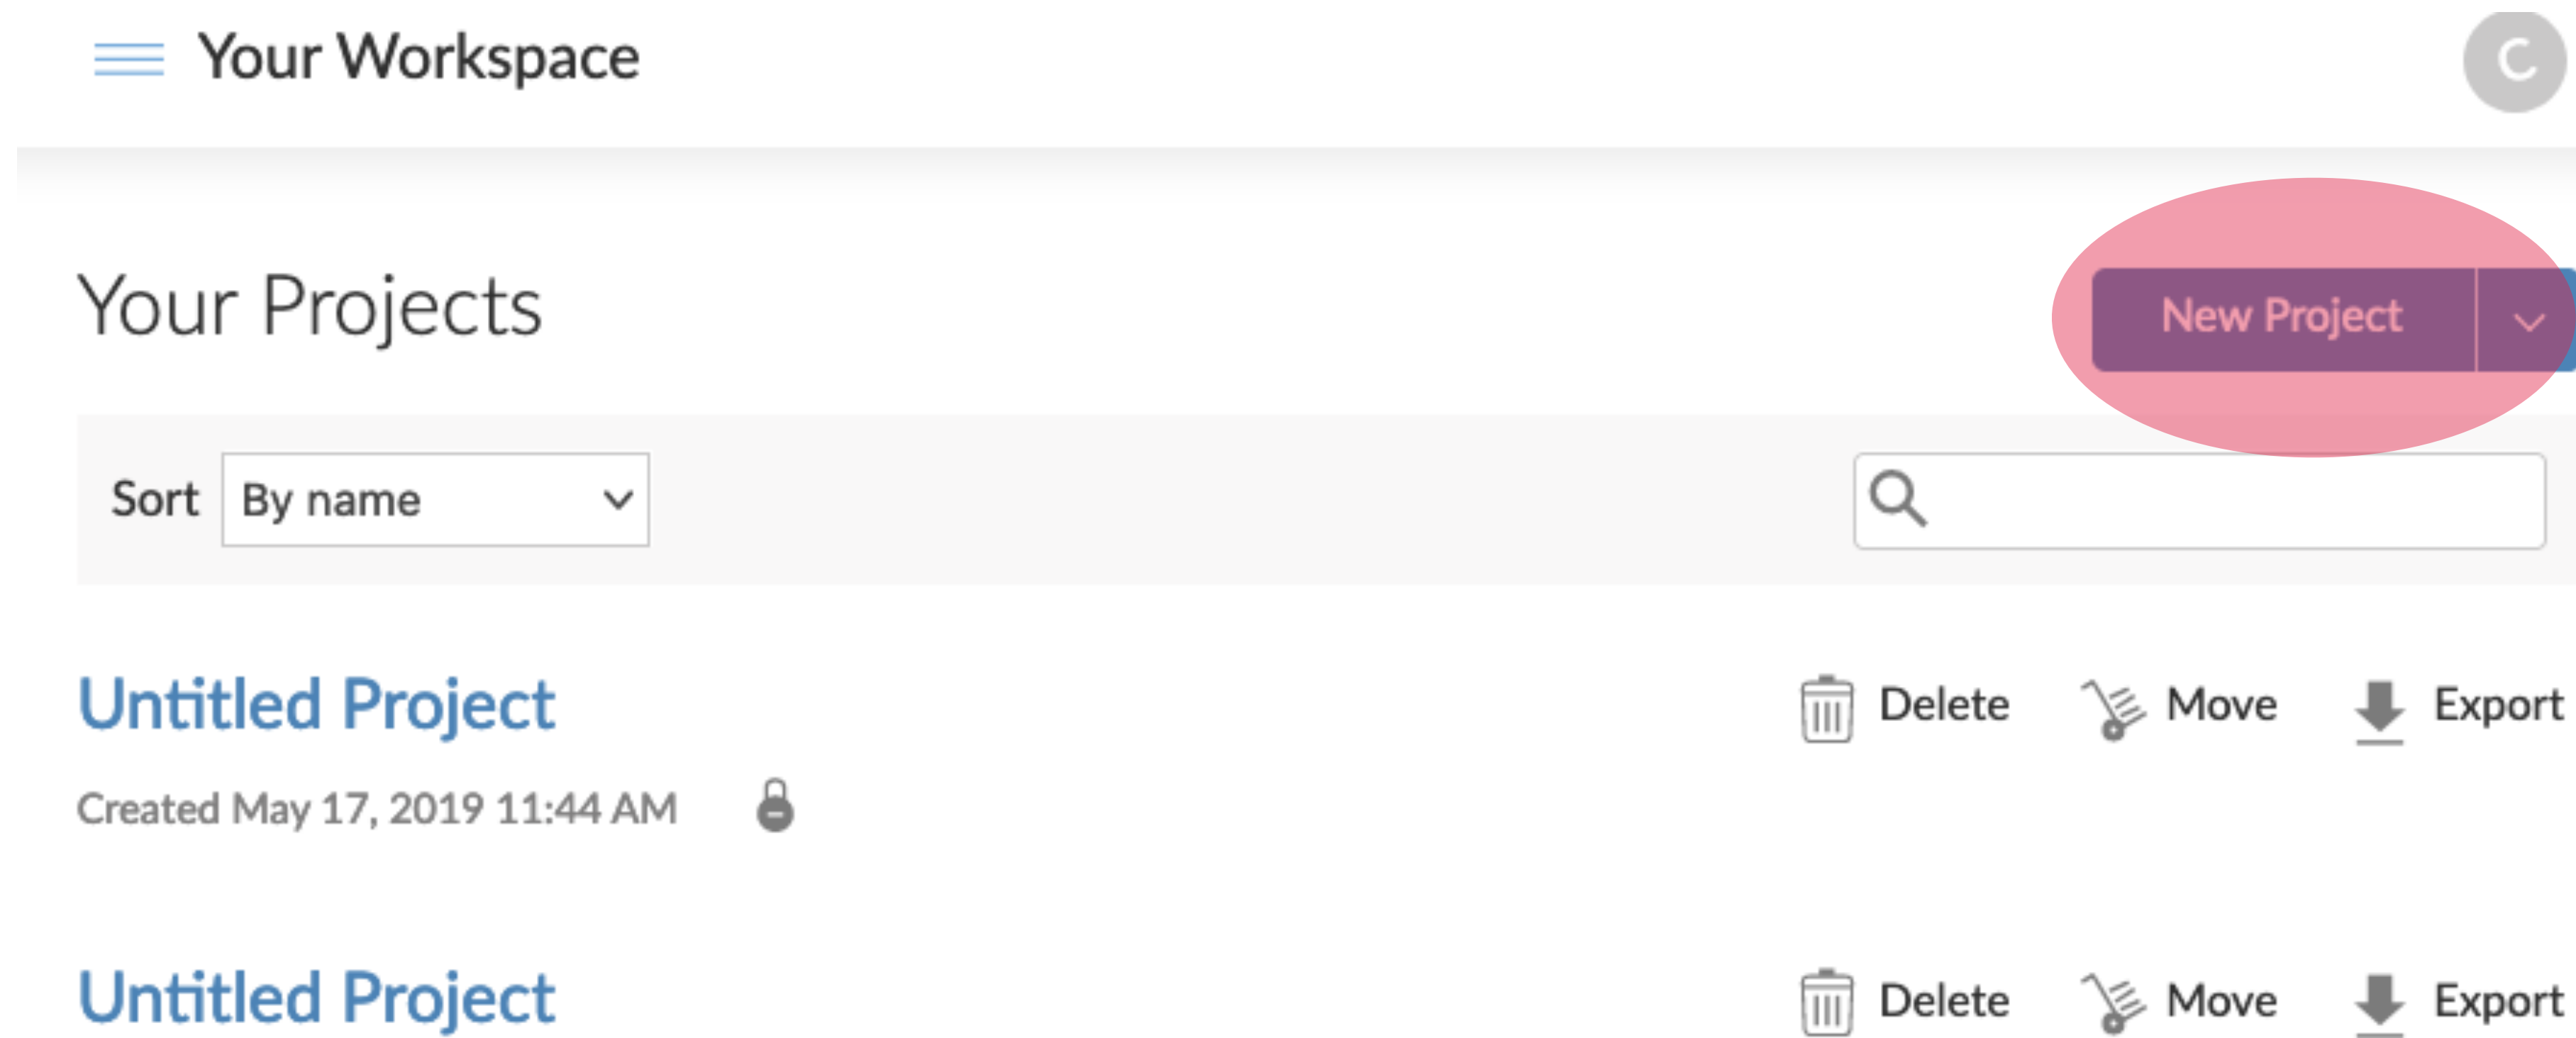 Your Workspace
C
Your Projects
New Project
Sort By name
Untitled Project
Delete Move Export
Created May 17, 2019 11:44 AM
Untitled Project
Delete Move Export